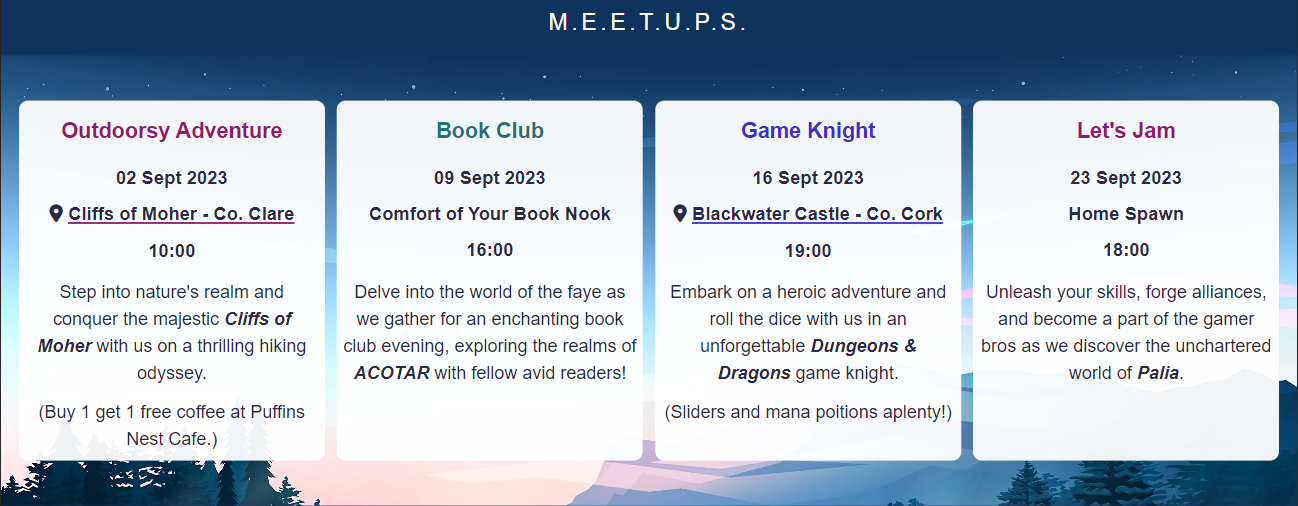 M.E.E.T.U.P.S.
Outdoorsy Adventure
02 Sept 2023
Cliffs of Moher - Co. Clare
10:00
Step into nature's realm and
conquer the majestic Cliffs of
Moher with us on a thrilling hiking
odyssey.
(Buy 1 get 1 free coffee at Puffins
Nest Cafe.)
Book Club
09 Sept 2023
Comfort of Your Book Nook
16:00
Delve into the world of the faye as
we gather for an enchanting book
club evening, exploring the realms of
ACOTAR with fellow avid readers!
Game Knight
16 Sept 2023
Blackwater Castle - Co. Cork
19:00
Embark on a heroic adventure and
roll the dice with us in an
unforgettable Dungeons &
Dragons game knight.
(Sliders and mana poitions aplenty!)
Let's Jam
23 Sept 2023
Home Spawn
18:00
Unleash your skills, forge alliances,
and become a part of the gamer
bros as we discover the unchartered
world of Palia.